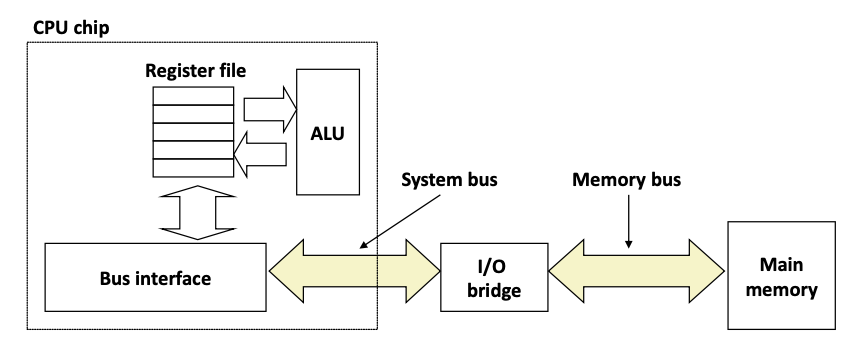 CPU chip
Register file
ALU
System bus
Memory bus
Bus interface
I/O
bridge
Main
memory